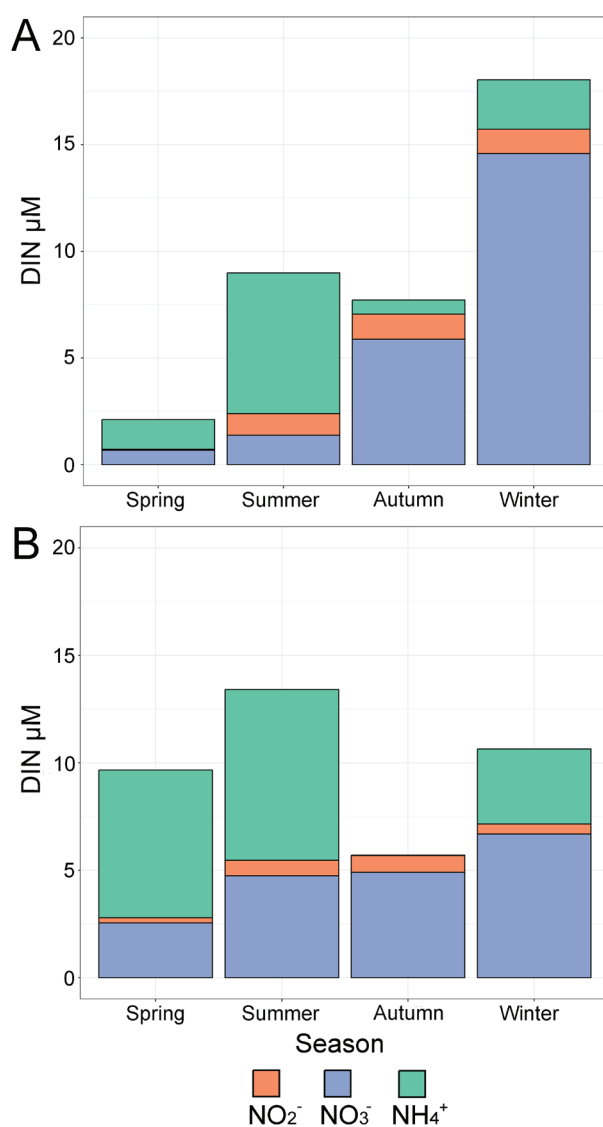 A
20
15
10
5
0
DIN µM
Spring Summer Autumn Winter
B
20
15
10
5
0
DIN µM
Spring Summer Autumn Winter
Season
NO₂⁻ NO₃⁻ NH₄⁺